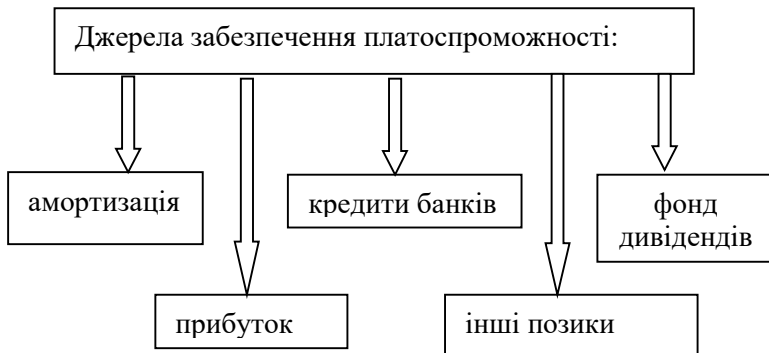 Джерела забезпечення платоспроможності:
амортизація
кредити банків
фонд
дивідендів
прибуток
інші позики